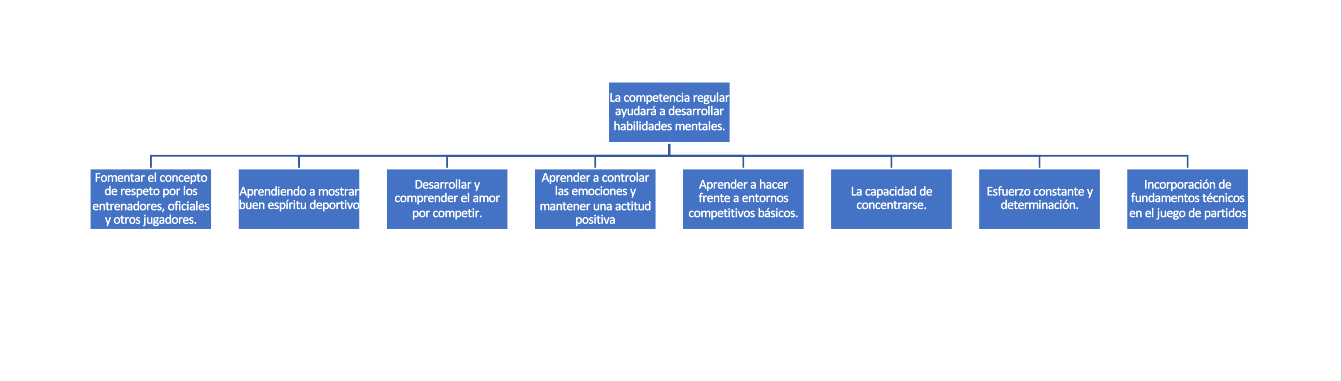 La competencia regular
ayudará a desarrollar
habilidades mentales.
Fomentar el concepto
de respeto por los
entrenadores, oficiales
y otros jugadores.
Aprendiendo a mostrar
buen espíritu deportivo
Desarrollar y
comprender el amor
por competir.
Aprender a controlar
las emociones y
mantener una actitud
positiva
Aprender a hacer
frente a entornos
competitivos básicos.
La capacidad de
concentrarse.
Esfuerzo constante y
determinación.
Incorporación de
fundamentos técnicos
en el juego de partidos